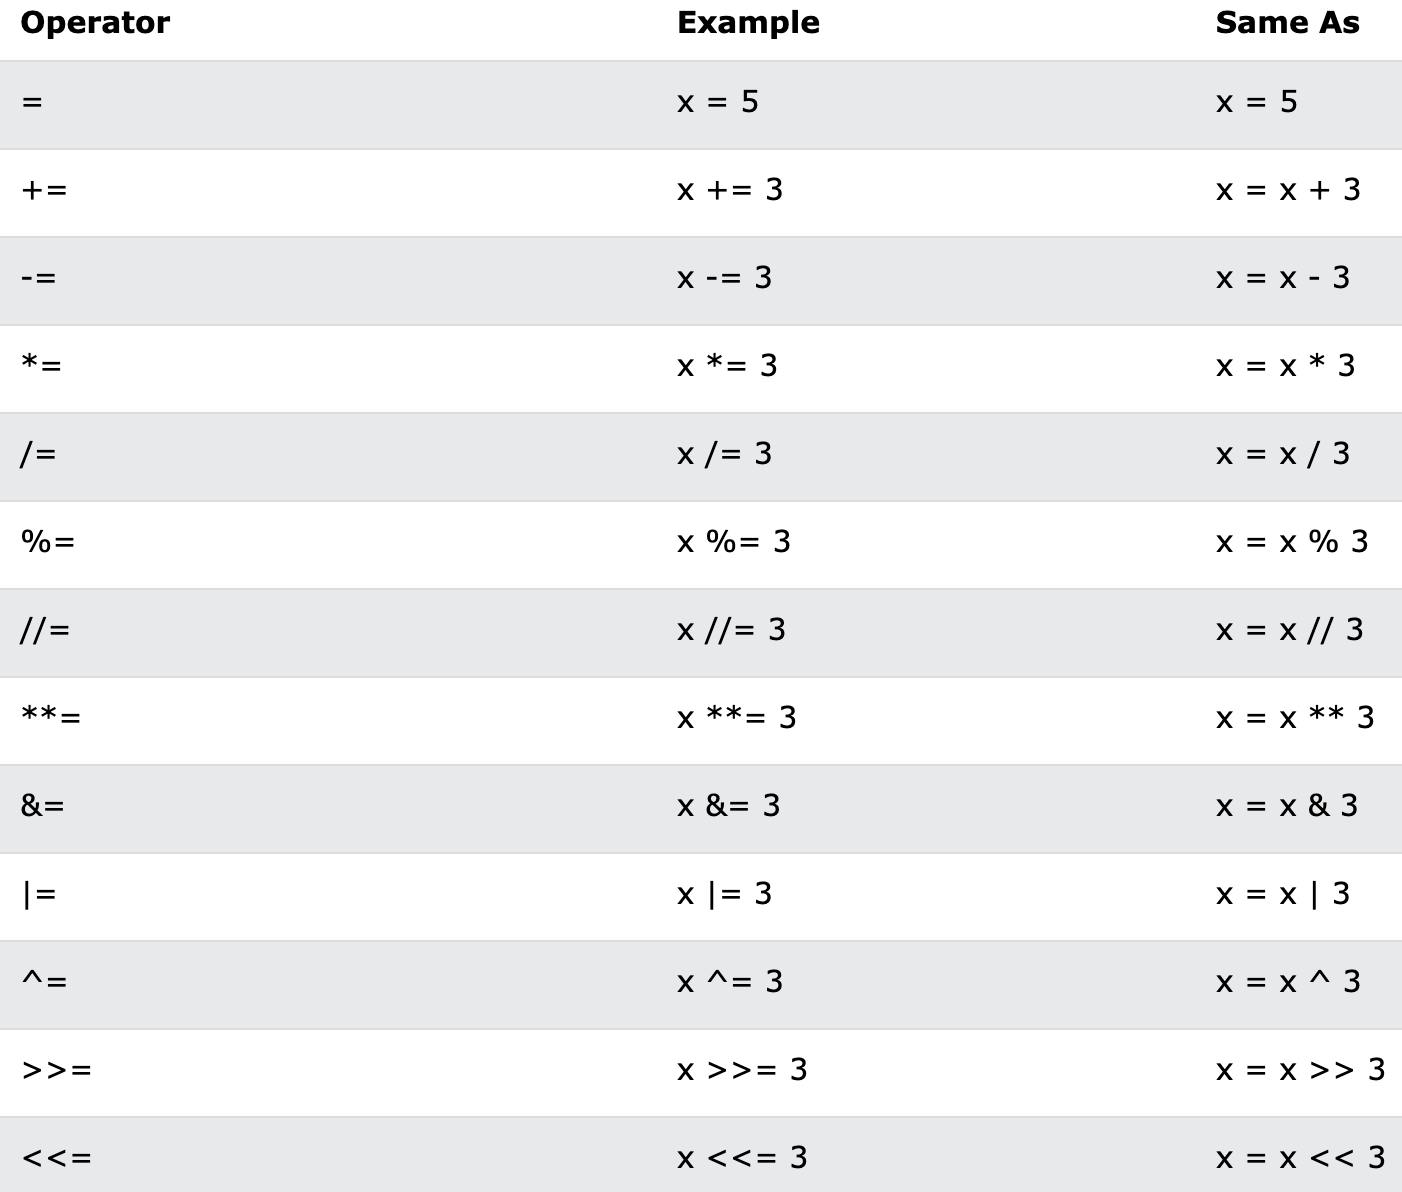 Operator Example Same As
= x = 5 x = 5
+= x += 3 x = x + 3
-= x -= 3 x = x - 3
*= x *= 3 x = x * 3
/= x /= 3 x = x / 3
%= x %= 3 x = x % 3
//= x //= 3 x = x // 3
**= x **= 3 x = x ** 3
&= x &= 3 x = x & 3
|= x |= 3 x = x | 3
^= x ^= 3 x = x ^ 3
>>= x >>= 3 x = x >> 3
<<= x <<= 3 x = x << 3